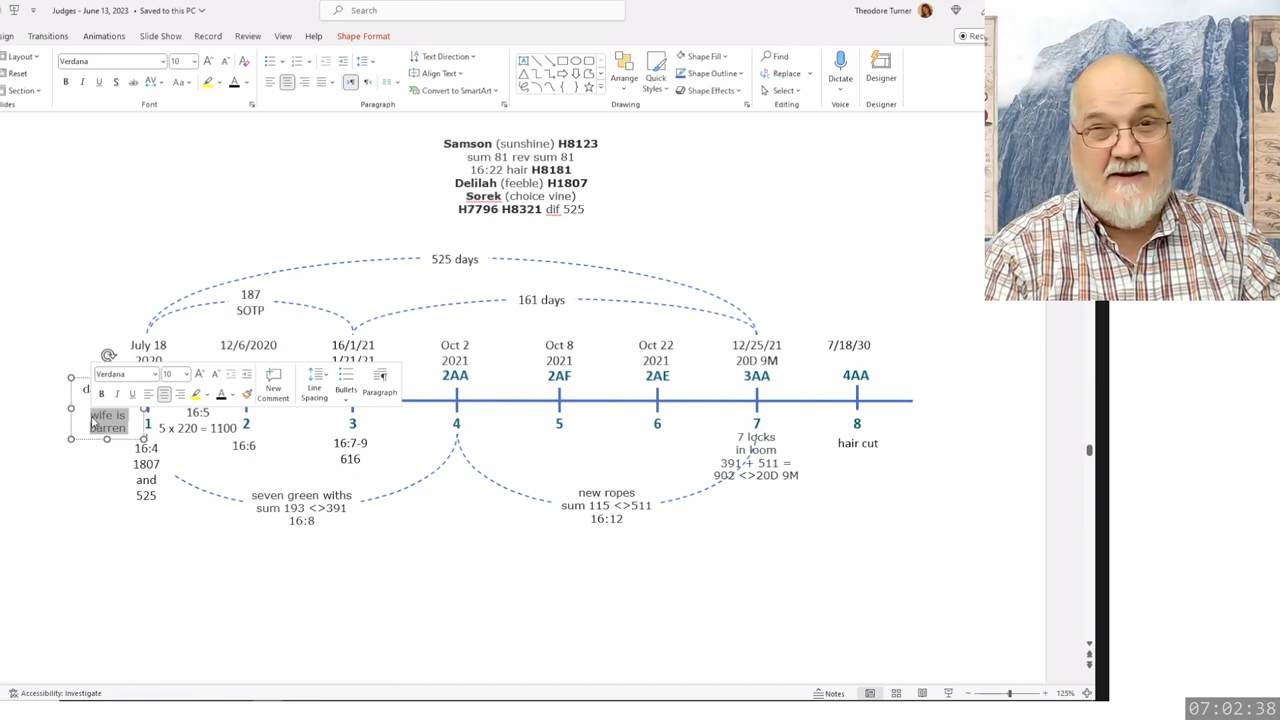 Judges - June 13, 2023 • Saved to this PC
Search
Theodore Turner
Transitions
Animations
Slide Show
Record
Review
View
Help
Shape Format
Layout
Reset
Section
Verdana
10
Text Direction
Align Text
Convert to SmartArt
Arrange
Quick
Styles
Shape Fill
Shape Outline
Shape Effects
Find
Replace
Select
Dictate
Designer
Font
Paragraph
Drawing
Editing
Voice
Designer
Samson (sunshine) H8123
sum 81 rev sum 81
16:22 hair H8181
Delilah (feeble) H1807
Sorek (choice vine)
H7796 H8321 dif 525
525 days
187
SOTP
161 days
July 18
2020
12/6/2020
16/1/21
1/21/21
Oct 2
2021
2AA
Oct 8
2021
2AF
Oct 22
2021
2AE
12/25/21
20D 9M
3AA
7/18/30
4AA
Verdana
10
New
Comment
Line
Spacing
Bullets
Paragraph
wife is
barren
1
16:5
5 x 220 = 1100
2
3
4
5
6
7
8
16:4
1807
and
525
16:6
16:7-9
616
7 locks
in loom
391 + 511 =
902 <>20D 9M
hair cut
seven green withs
sum 193 <>391
16:8
new ropes
sum 115 <>511
16:12
Accessibility: Investigate
Notes
125%
07:02:38